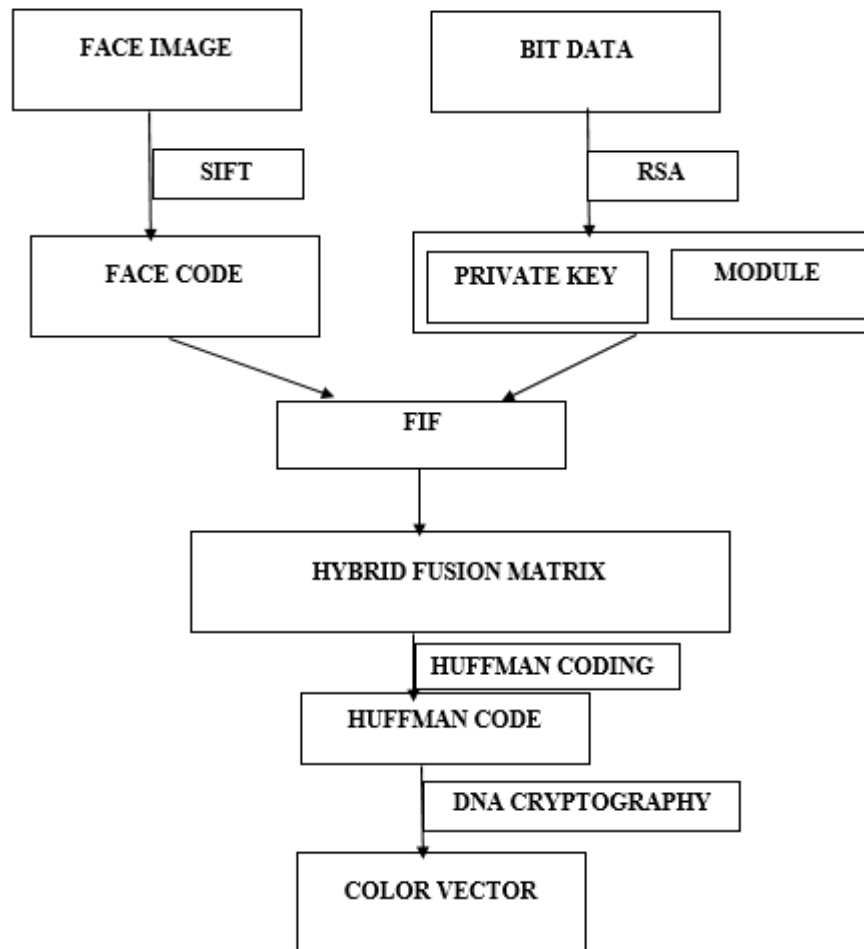 FACE IMAGE
BIT DATA
SIFT
RSA
FACE CODE
PRIVATE KEY
MODULE
FIF
HYBRID FUSION MATRIX
HUFFMAN CODING
HUFFMAN CODE
DNA CRYPTOGRAPHY
COLOR VECTOR